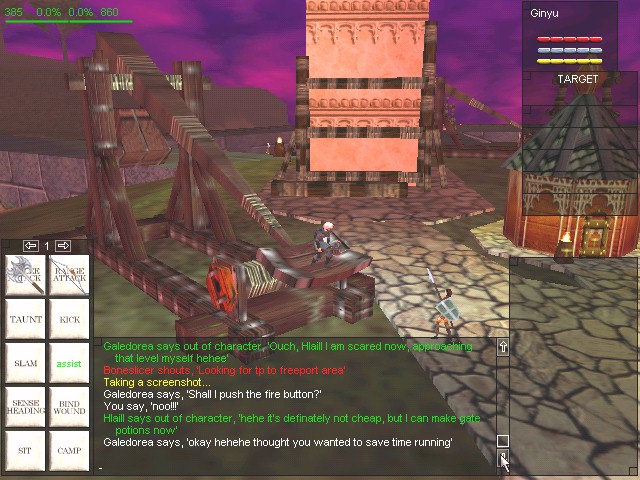 385 0.0% 0.0% 860
Ginyu
TARGET
1
MELEE ATTACK
RANGE ATTACK
TAUNT
KICK
SLAM
assist
SENSE HEADING
BIND WOUND
SIT
CAMP
Galedorea says out of character, 'Ouch, Hlaill I am scared now, approaching
that level myself hehee'
Boneslicer shouts, 'Looking for tp to freeport area'
Taking a screenshot...
Galedorea says, 'Shall I push the fire button?'
You say, 'noo!!!'
Hlaill says out of character, 'hehe it's definately not cheap, but I can make gate
potions now'
Galedorea says, 'okay hehehe thought you wanted to save time running'